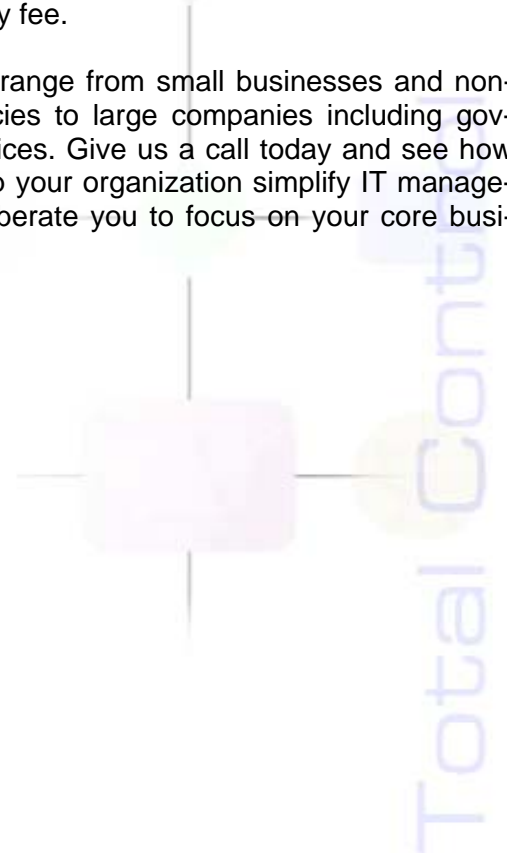 y fee.
range from small businesses and non-
cies to large companies including gov-
ices. Give us a call today and see how
o your organization simplify IT manage-
perate you to focus on your core busi-
Total Control